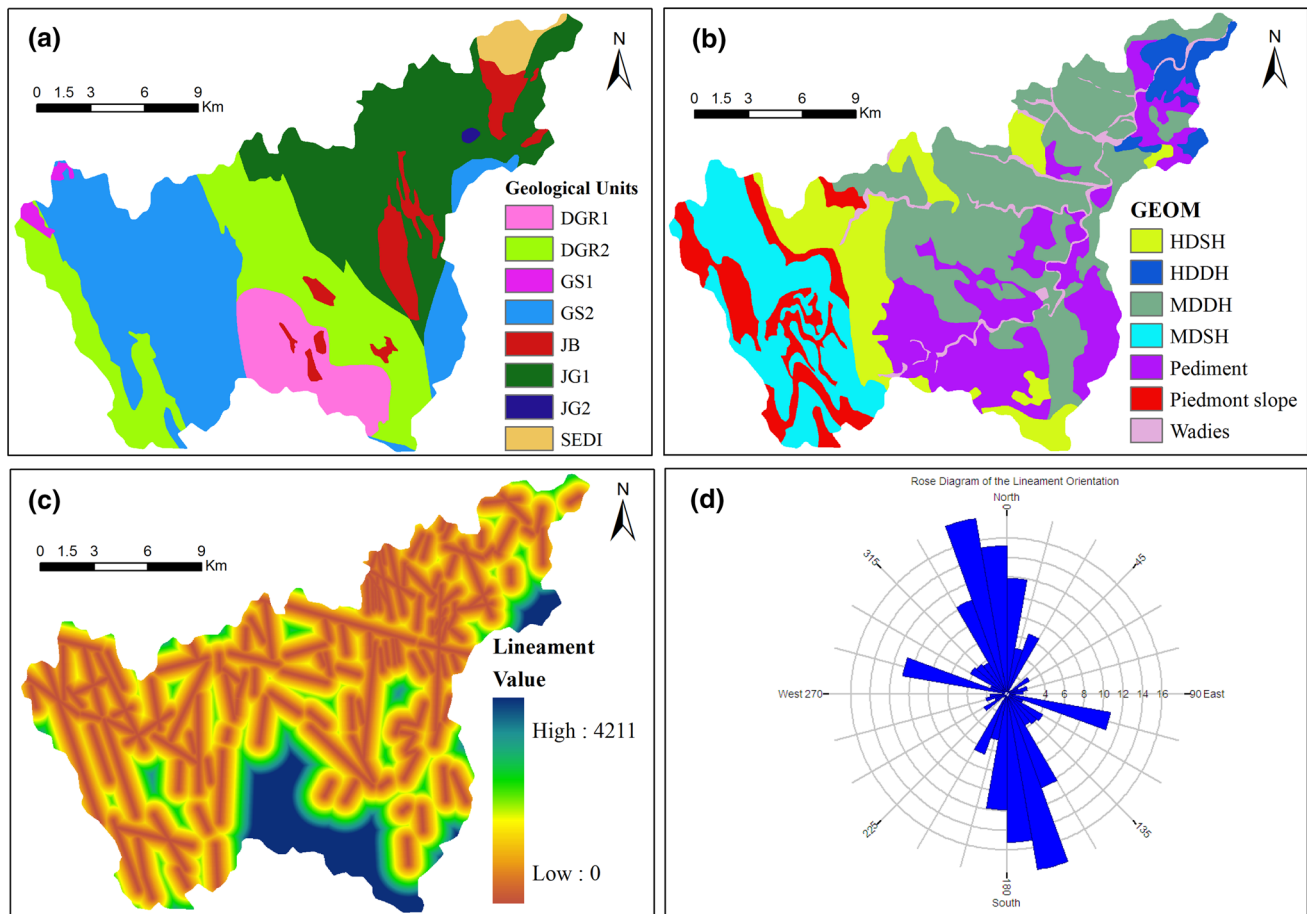 (a)
N
0 1.5 3 6 9
Km
Geological Units
DGR1
DGR2
GS1
GS2
JB
JG1
JG2
SEDI
(b)
N
0 1.5 3 6 9
Km
GEOM
HDSH
HDDH
MDDH
MDSH
Pediment
Piedmont slope
Wadies
(c)
N
0 1.5 3 6 9
Km
Lineament
Value
High : 4211
Low : 0
(d)
Rose Diagram of the Lineament Orientation
North
0
315
45
West 270
4 6 8 10 12 14 16
90 East
225
135
180
South